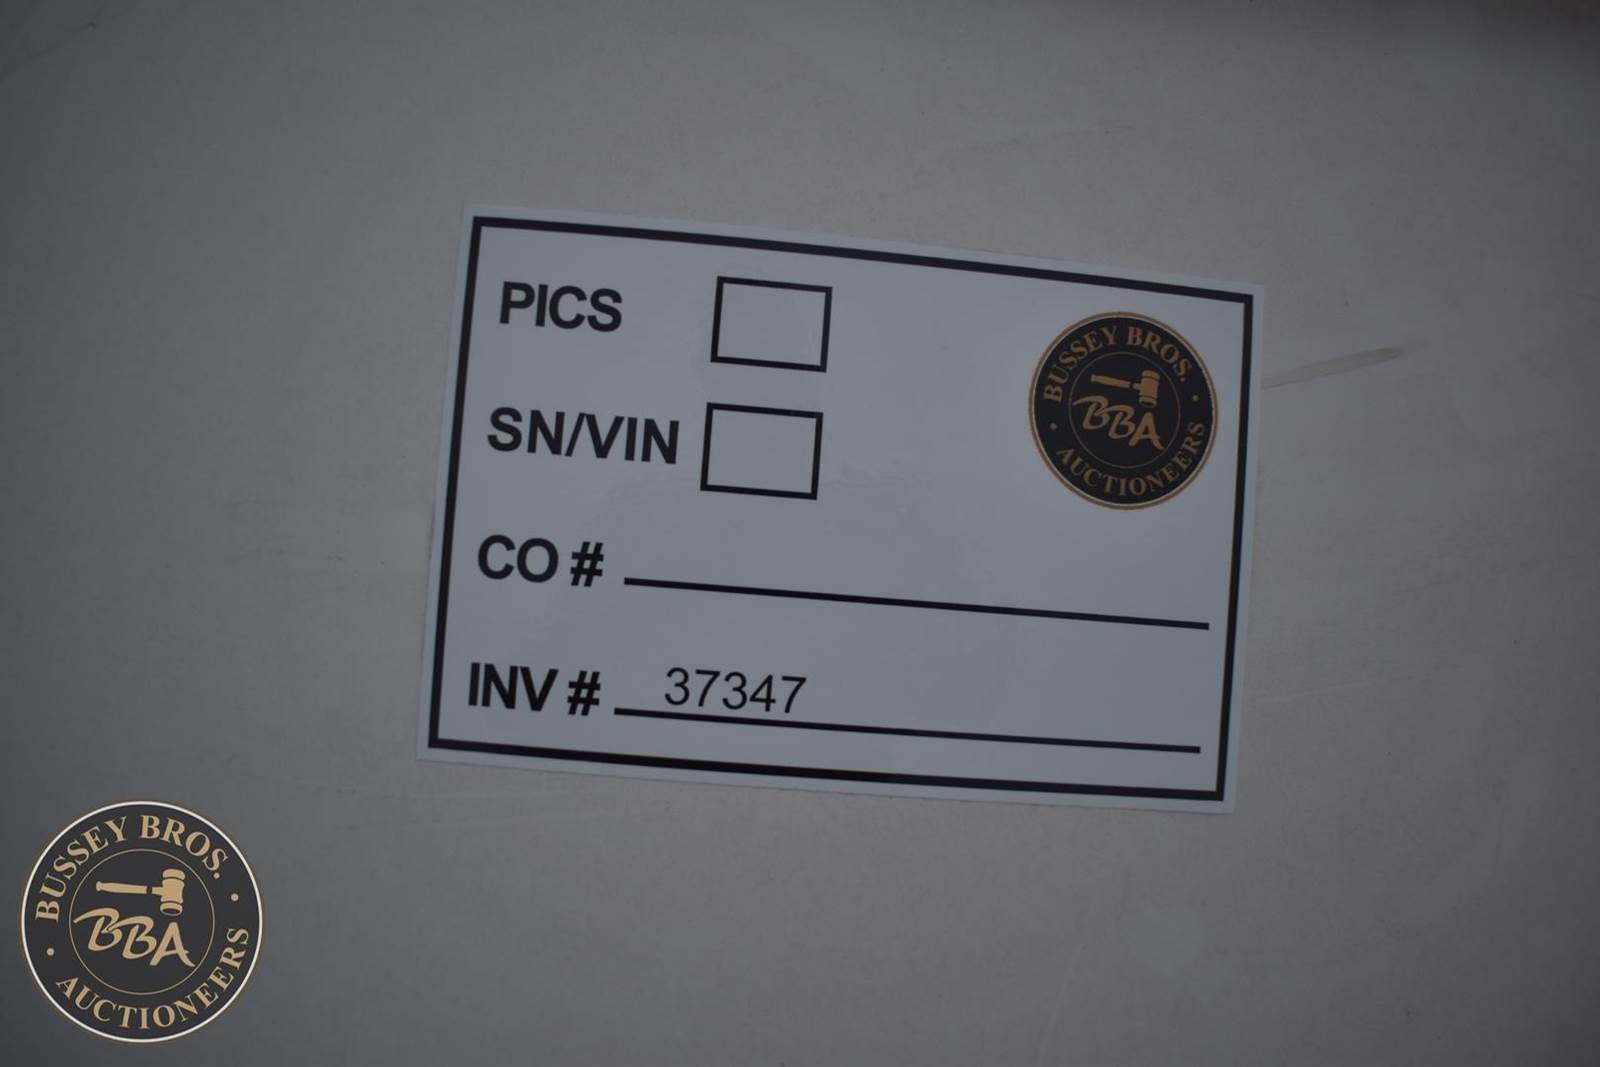 PICS
SN/VIN
CO #
INV # 37347
BUSSEY BROS.
BBA
AUCTIONEERS
BUSSEY BROS.
BBA
AUCTIONEERS